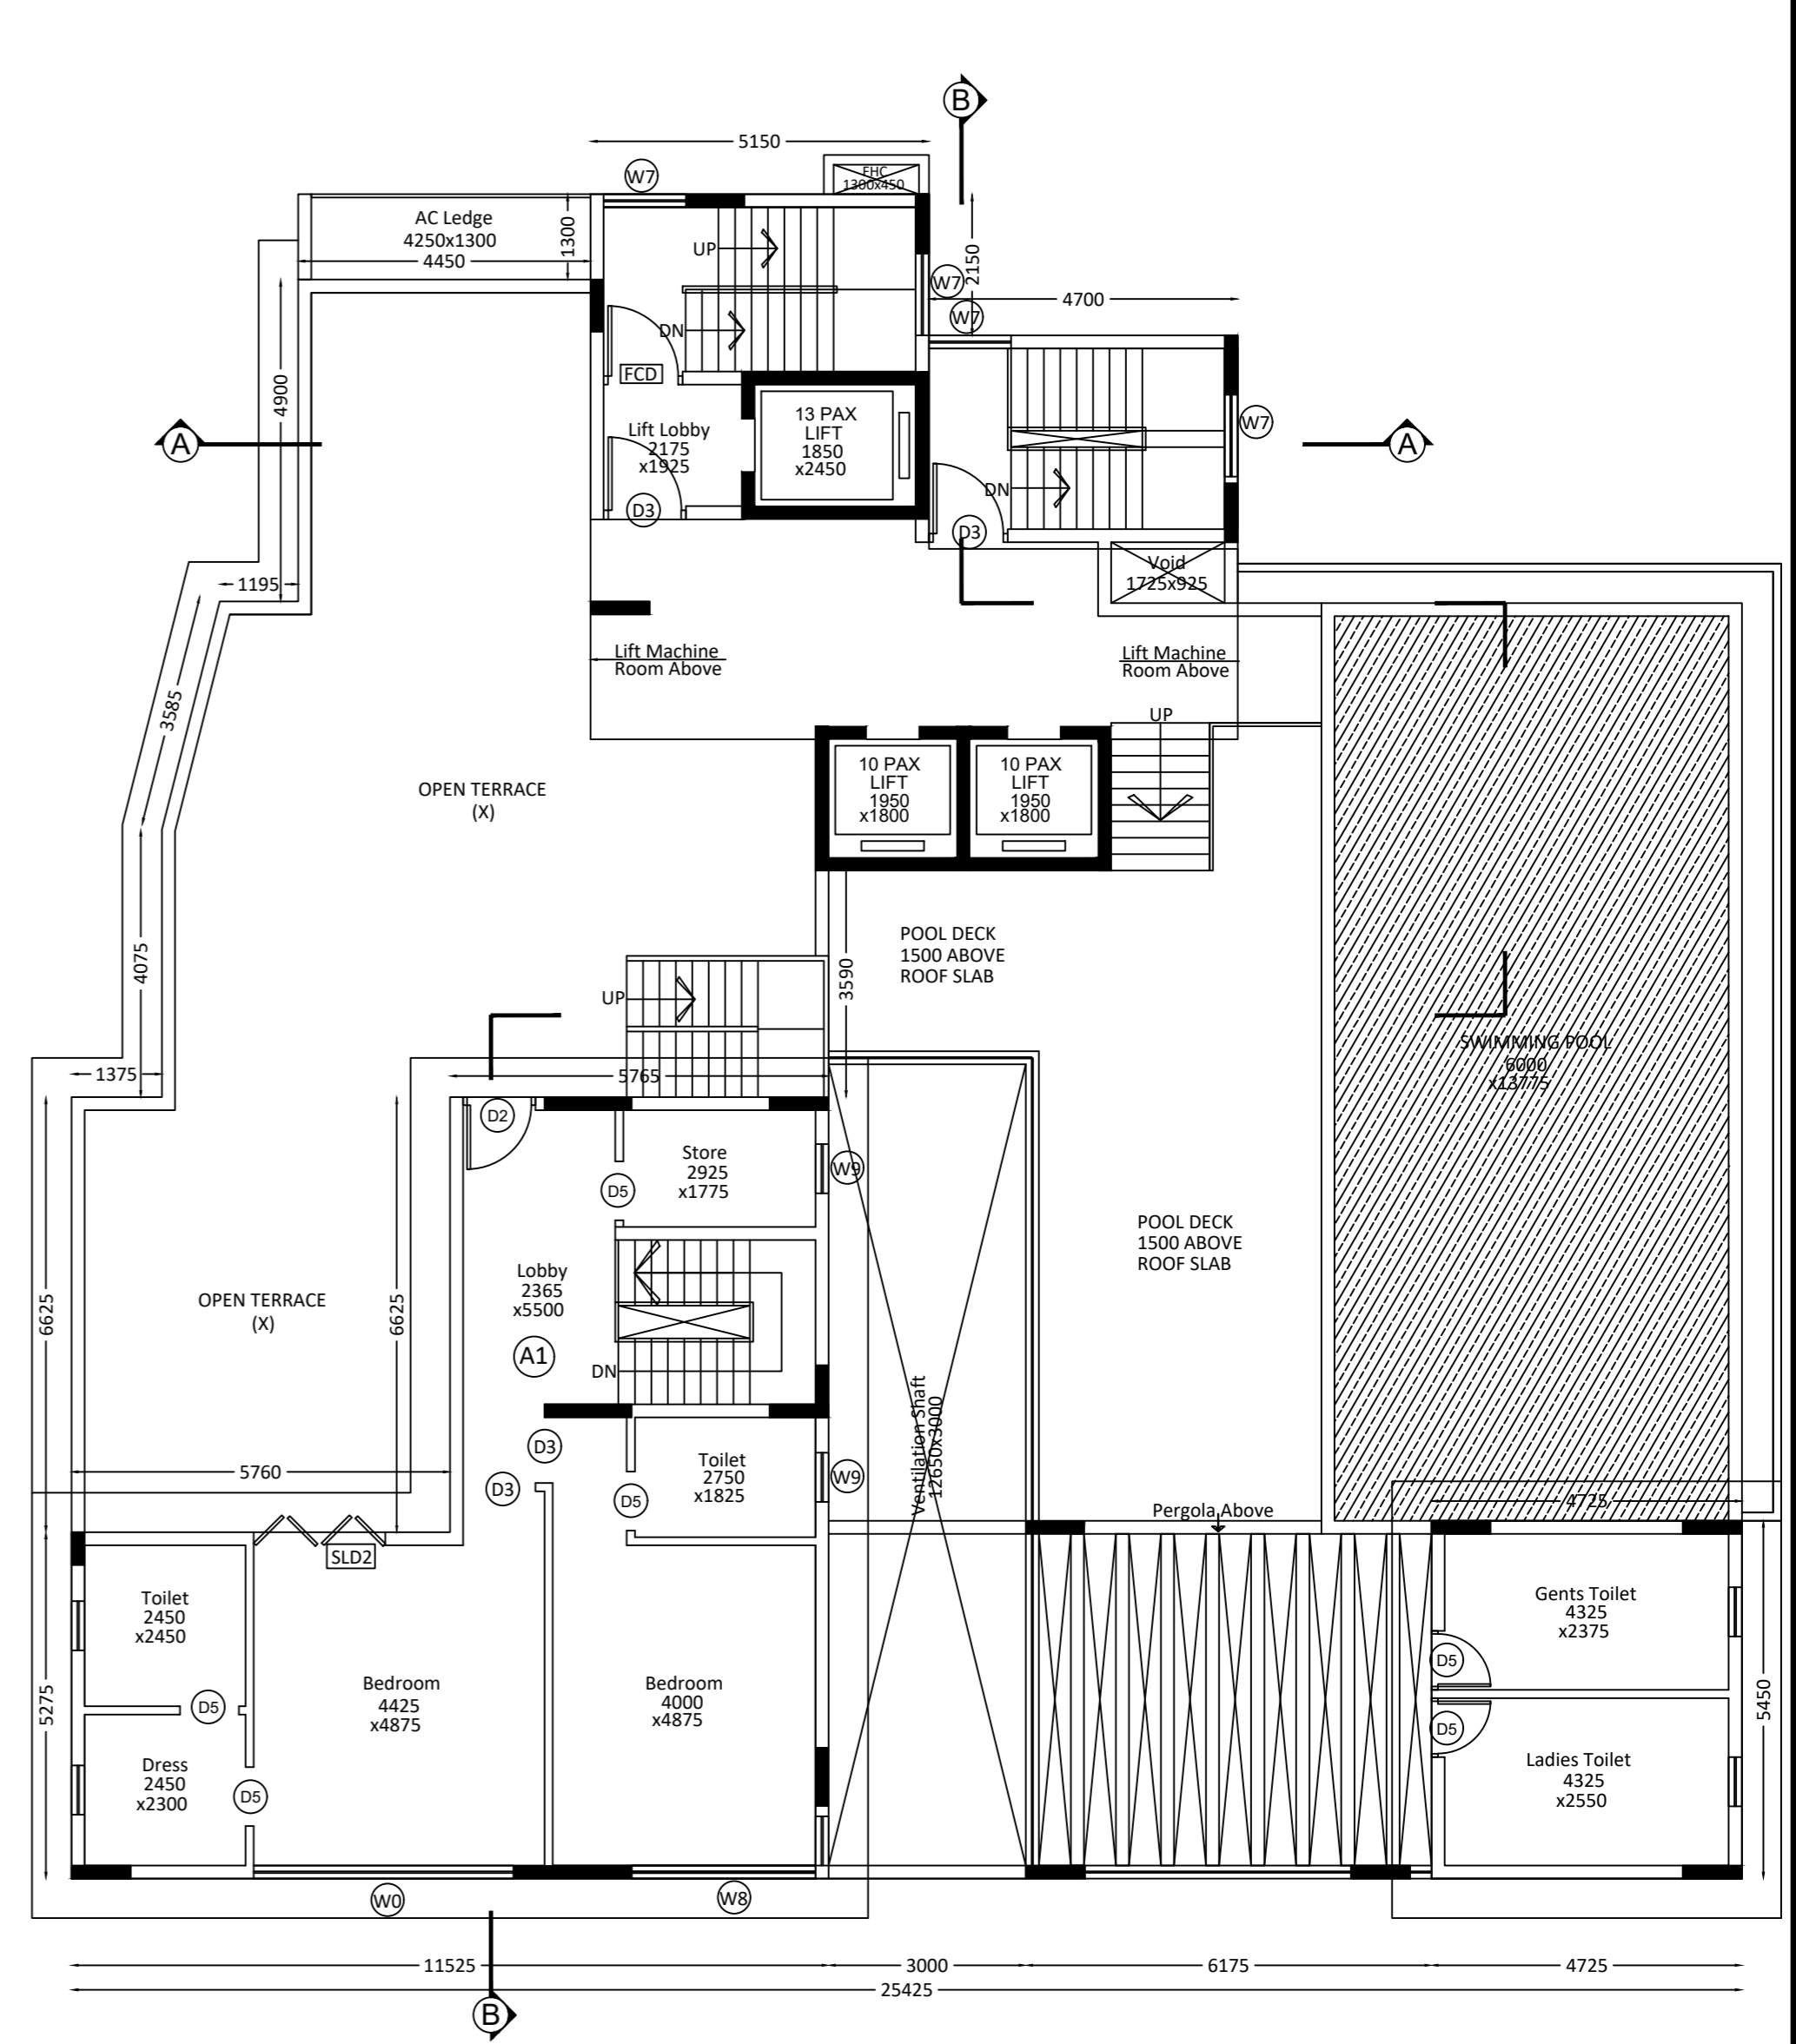 B
5150
FHC
1300x450
W7
AC Ledge
4250x1300
4450
1300
UP
2150
W7
W7
4700
DN
FCD
4900
A
13 PAX
LIFT
1850
x2450
Lift Lobby
2175
x1925
D3
W7
A
DN
D3
Void
1725x925
1195
Lift Machine
Room Above
Lift Machine
Room Above
3585
UP
OPEN TERRACE
(X)
10 PAX
LIFT
1950
x1800
10 PAX
LIFT
1950
x1800
4075
POOL DECK
1500 ABOVE
ROOF SLAB
3590
UP
SWIMMING POOL
6000
x13775
1375
5765
D2
Store
2925
x1775
W9
D5
POOL DECK
1500 ABOVE
ROOF SLAB
Lobby
2365
x5500
OPEN TERRACE
(X)
6625
6625
A1
DN
Ventilation Shaft
12650x3000
D3
Toilet
2750
x1825
5760
D3
D5
W9
Pergola Above
4725
SLD2
Toilet
2450
x2450
Gents Toilet
4325
x2375
D5
5275
Bedroom
4425
x4875
Bedroom
4000
x4875
D5
5450
D5
Dress
2450
x2300
D5
Ladies Toilet
4325
x2550
W0
W8
11525
3000
6175
4725
25425
B